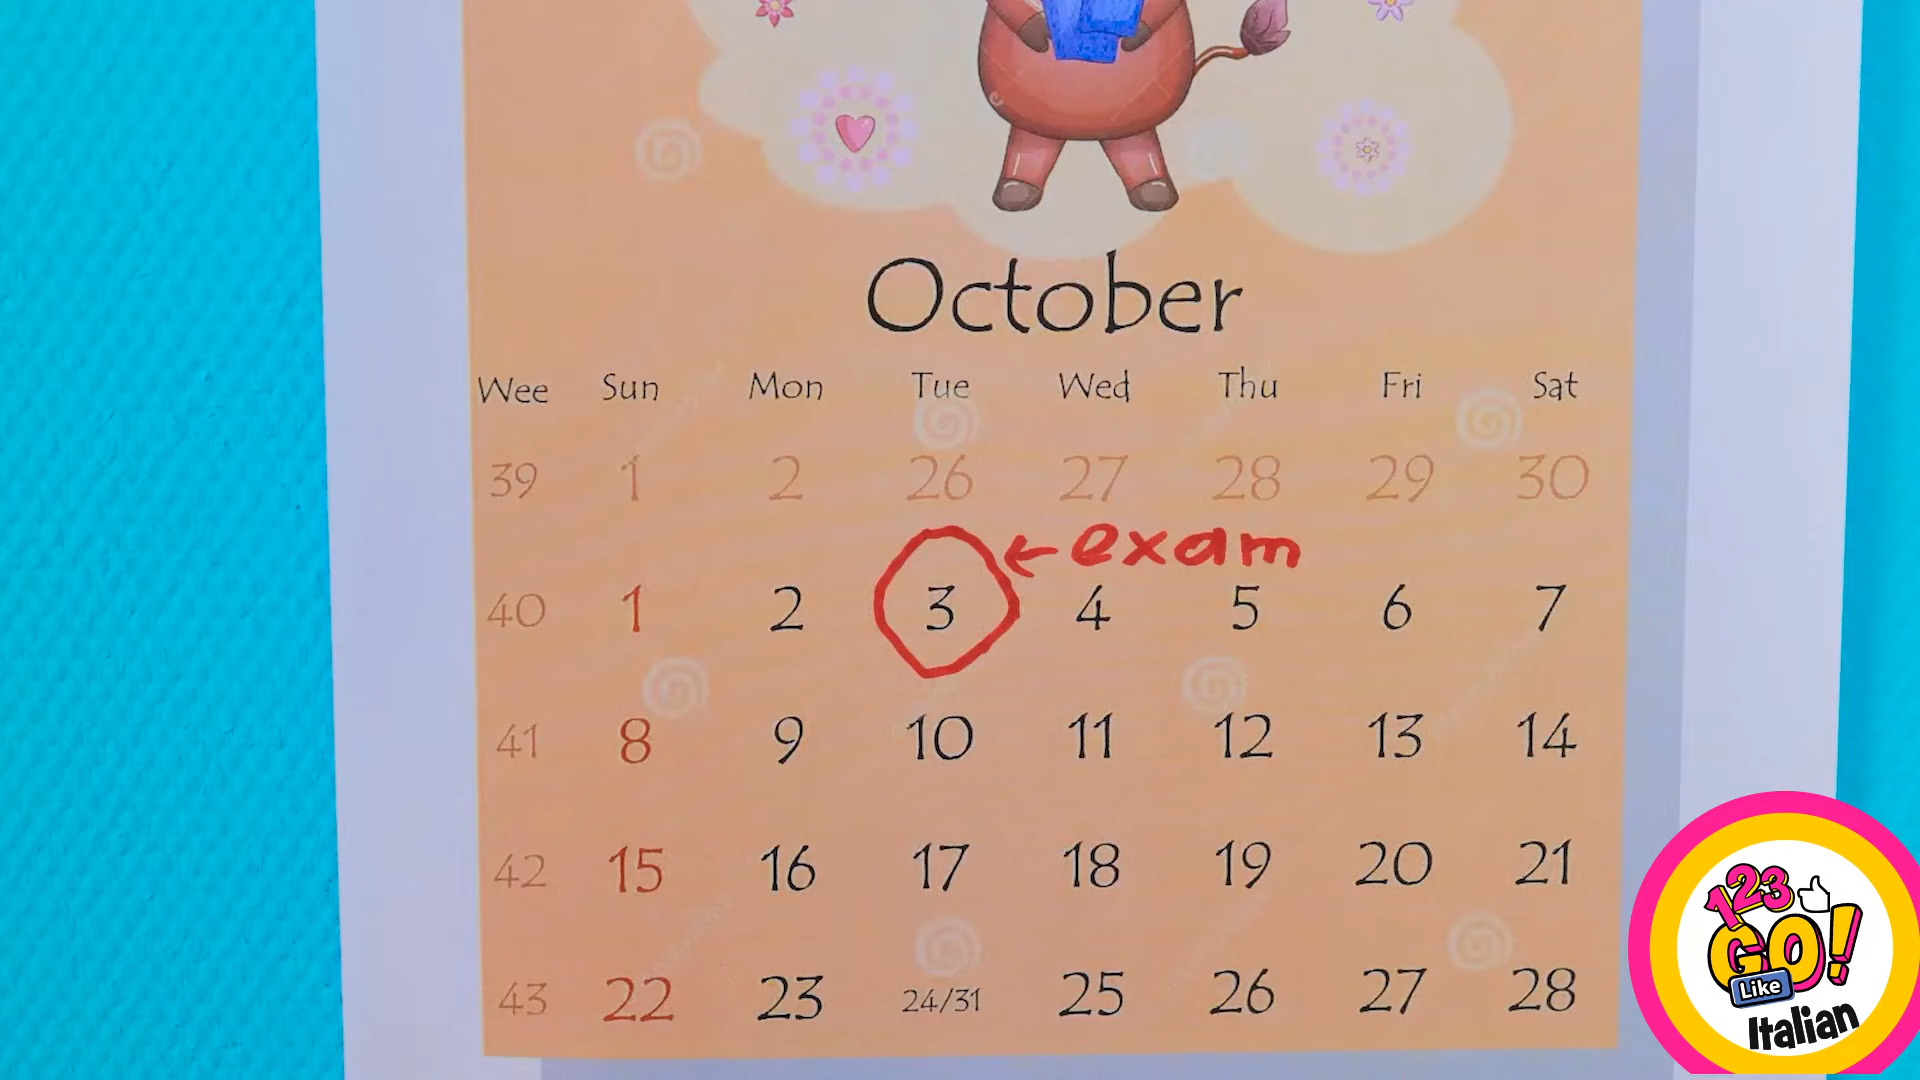 October
Wee Sun Mon Tue Wed Thu Fri Sat
39 1 2 26 27 28 29 30
←exam
40 1 2 3 4 5 6 7
41 8 9 10 11 12 13 14
42 15 16 17 18 19 20 21
43 22 23 24/31 25 26 27 28
123
GO!
Like
Italian